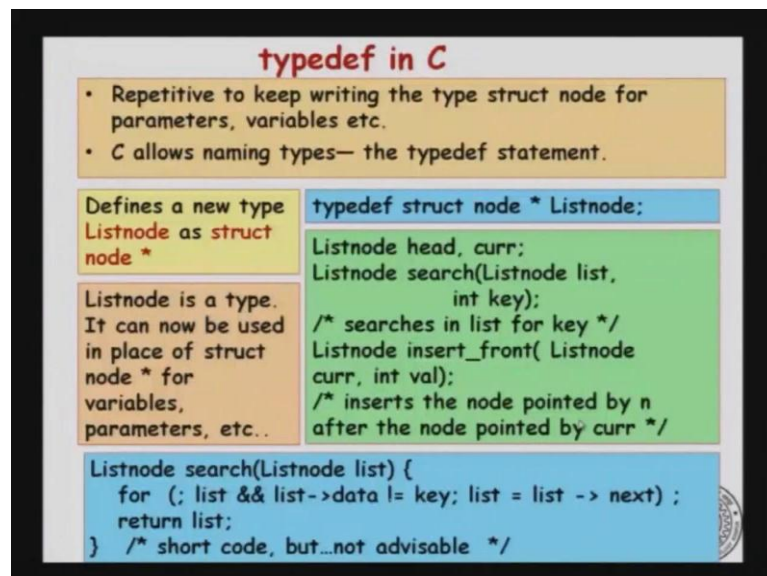 typedef in C
• Repetitive to keep writing the type struct node for
parameters, variables etc.
• C allows naming types— the typedef statement.
Defines a new type
Listnode as struct
node *
typedef struct node * Listnode;
Listnode is a type.
It can now be used
in place of struct
node * for
variables,
parameters, etc..
Listnode head, curr;
Listnode search(Listnode list,
int key);
/* searches in list for key */
Listnode insert_front( Listnode
curr, int val);
/* inserts the node pointed by n
after the node pointed by curr */
Listnode search(Listnode list) {
for (; list && list->data != key; list = list -> next) ;
return list;
} /* short code, but…not advisable */